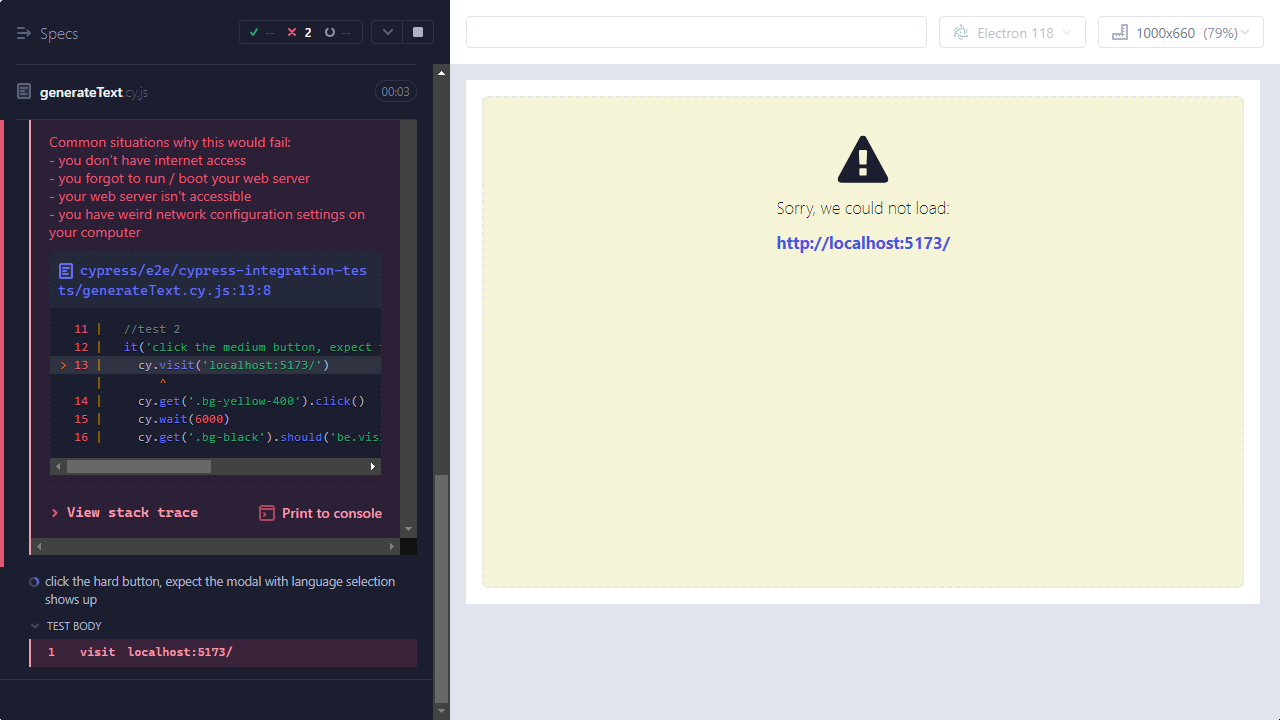 Specs
-- 2 --
Electron 118
1000x660 (79%)
generateText.cy.js
00:03
Common situations why this would fail:
- you don't have internet access
- you forgot to run / boot your web server
- your web server isn't accessible
- you have weird network configuration settings on
your computer
cypress/e2e/cypress-integration-tes
ts/generateText.cy.js:13:8
11 | //test 2
12 | it('click the medium button, expect
> 13 | cy.visit('localhost:5173/')
| ^
14 | cy.get('.bg-yellow-400').click()
15 | cy.wait(6000)
16 | cy.get('.bg-black').should('be.vis
> View stack trace
Print to console
click the hard button, expect the modal with language selection
shows up
TEST BODY
1 visit localhost:5173/
Sorry, we could not load:
http://localhost:5173/